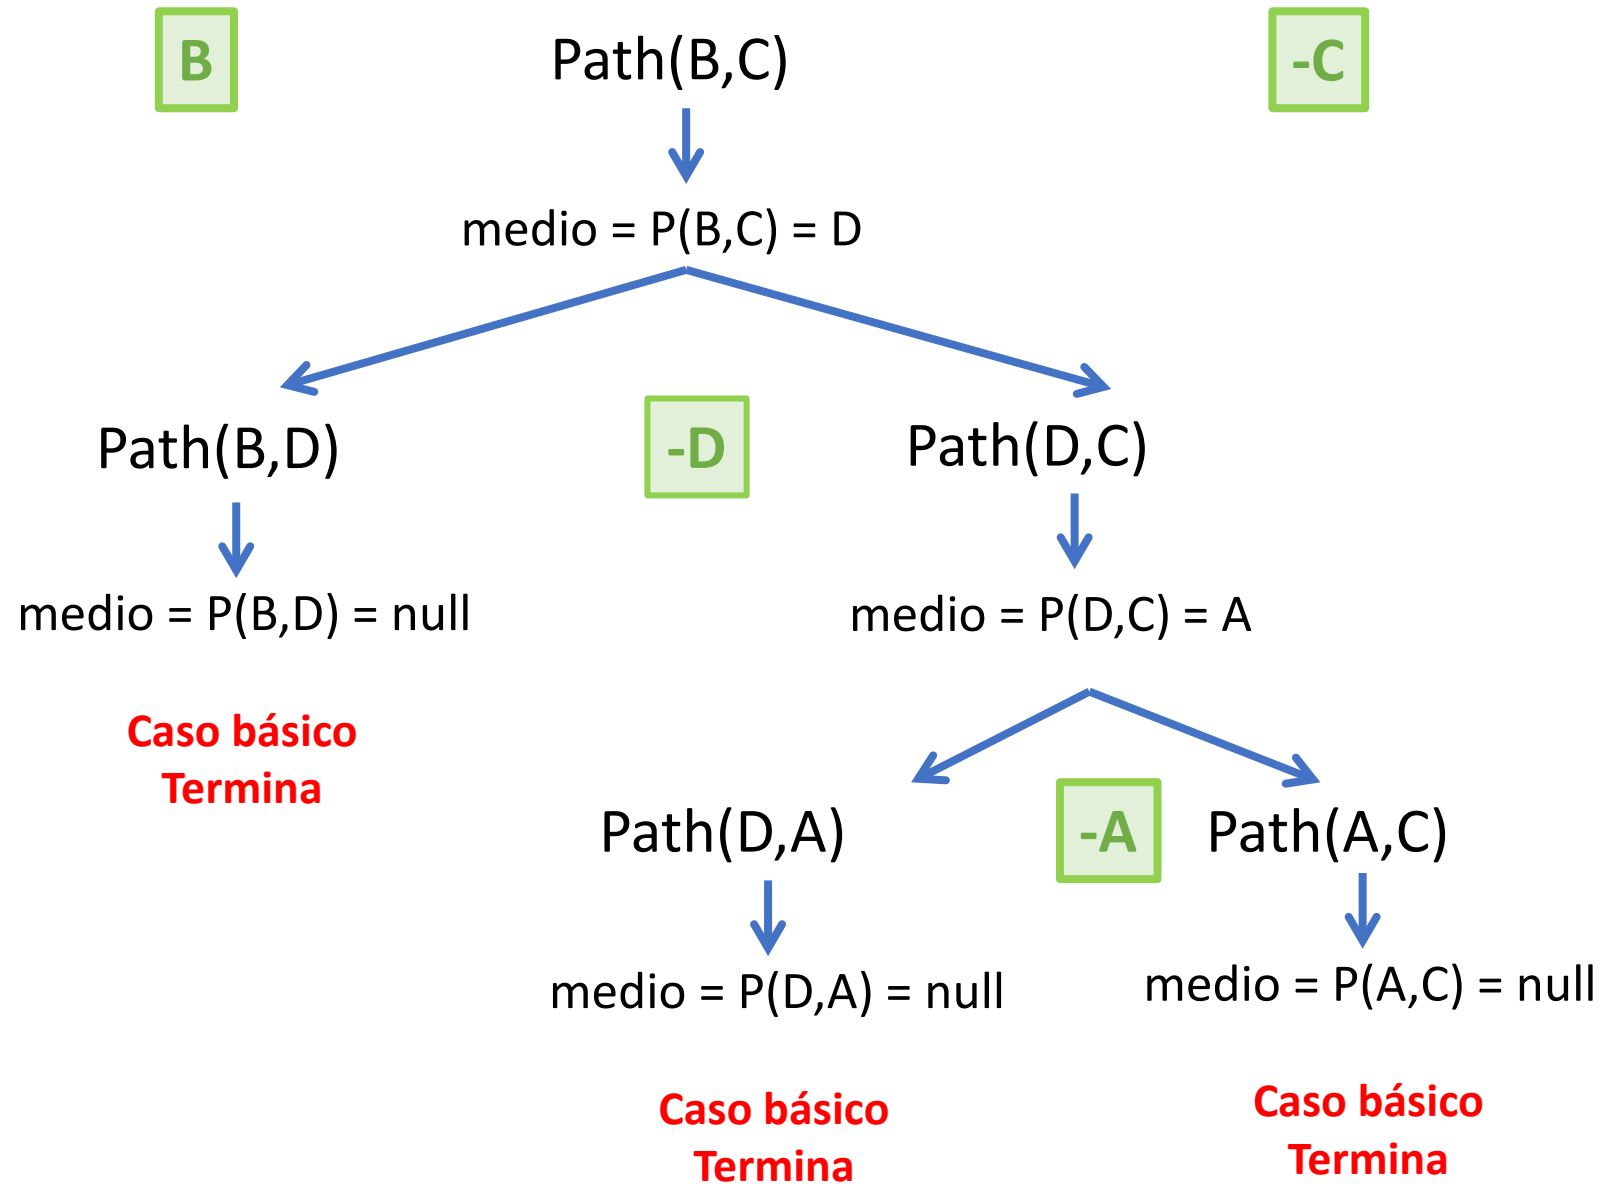 B
Path(B,C)
-C
medio = P(B,C) = D
Path(B,D)
-D
Path(D,C)
medio = P(B,D) = null
medio = P(D,C) = A
Caso básico
Termina
Path(D,A)
-A
Path(A,C)
medio = P(D,A) = null
medio = P(A,C) = null
Caso básico
Termina
Caso básico
Termina